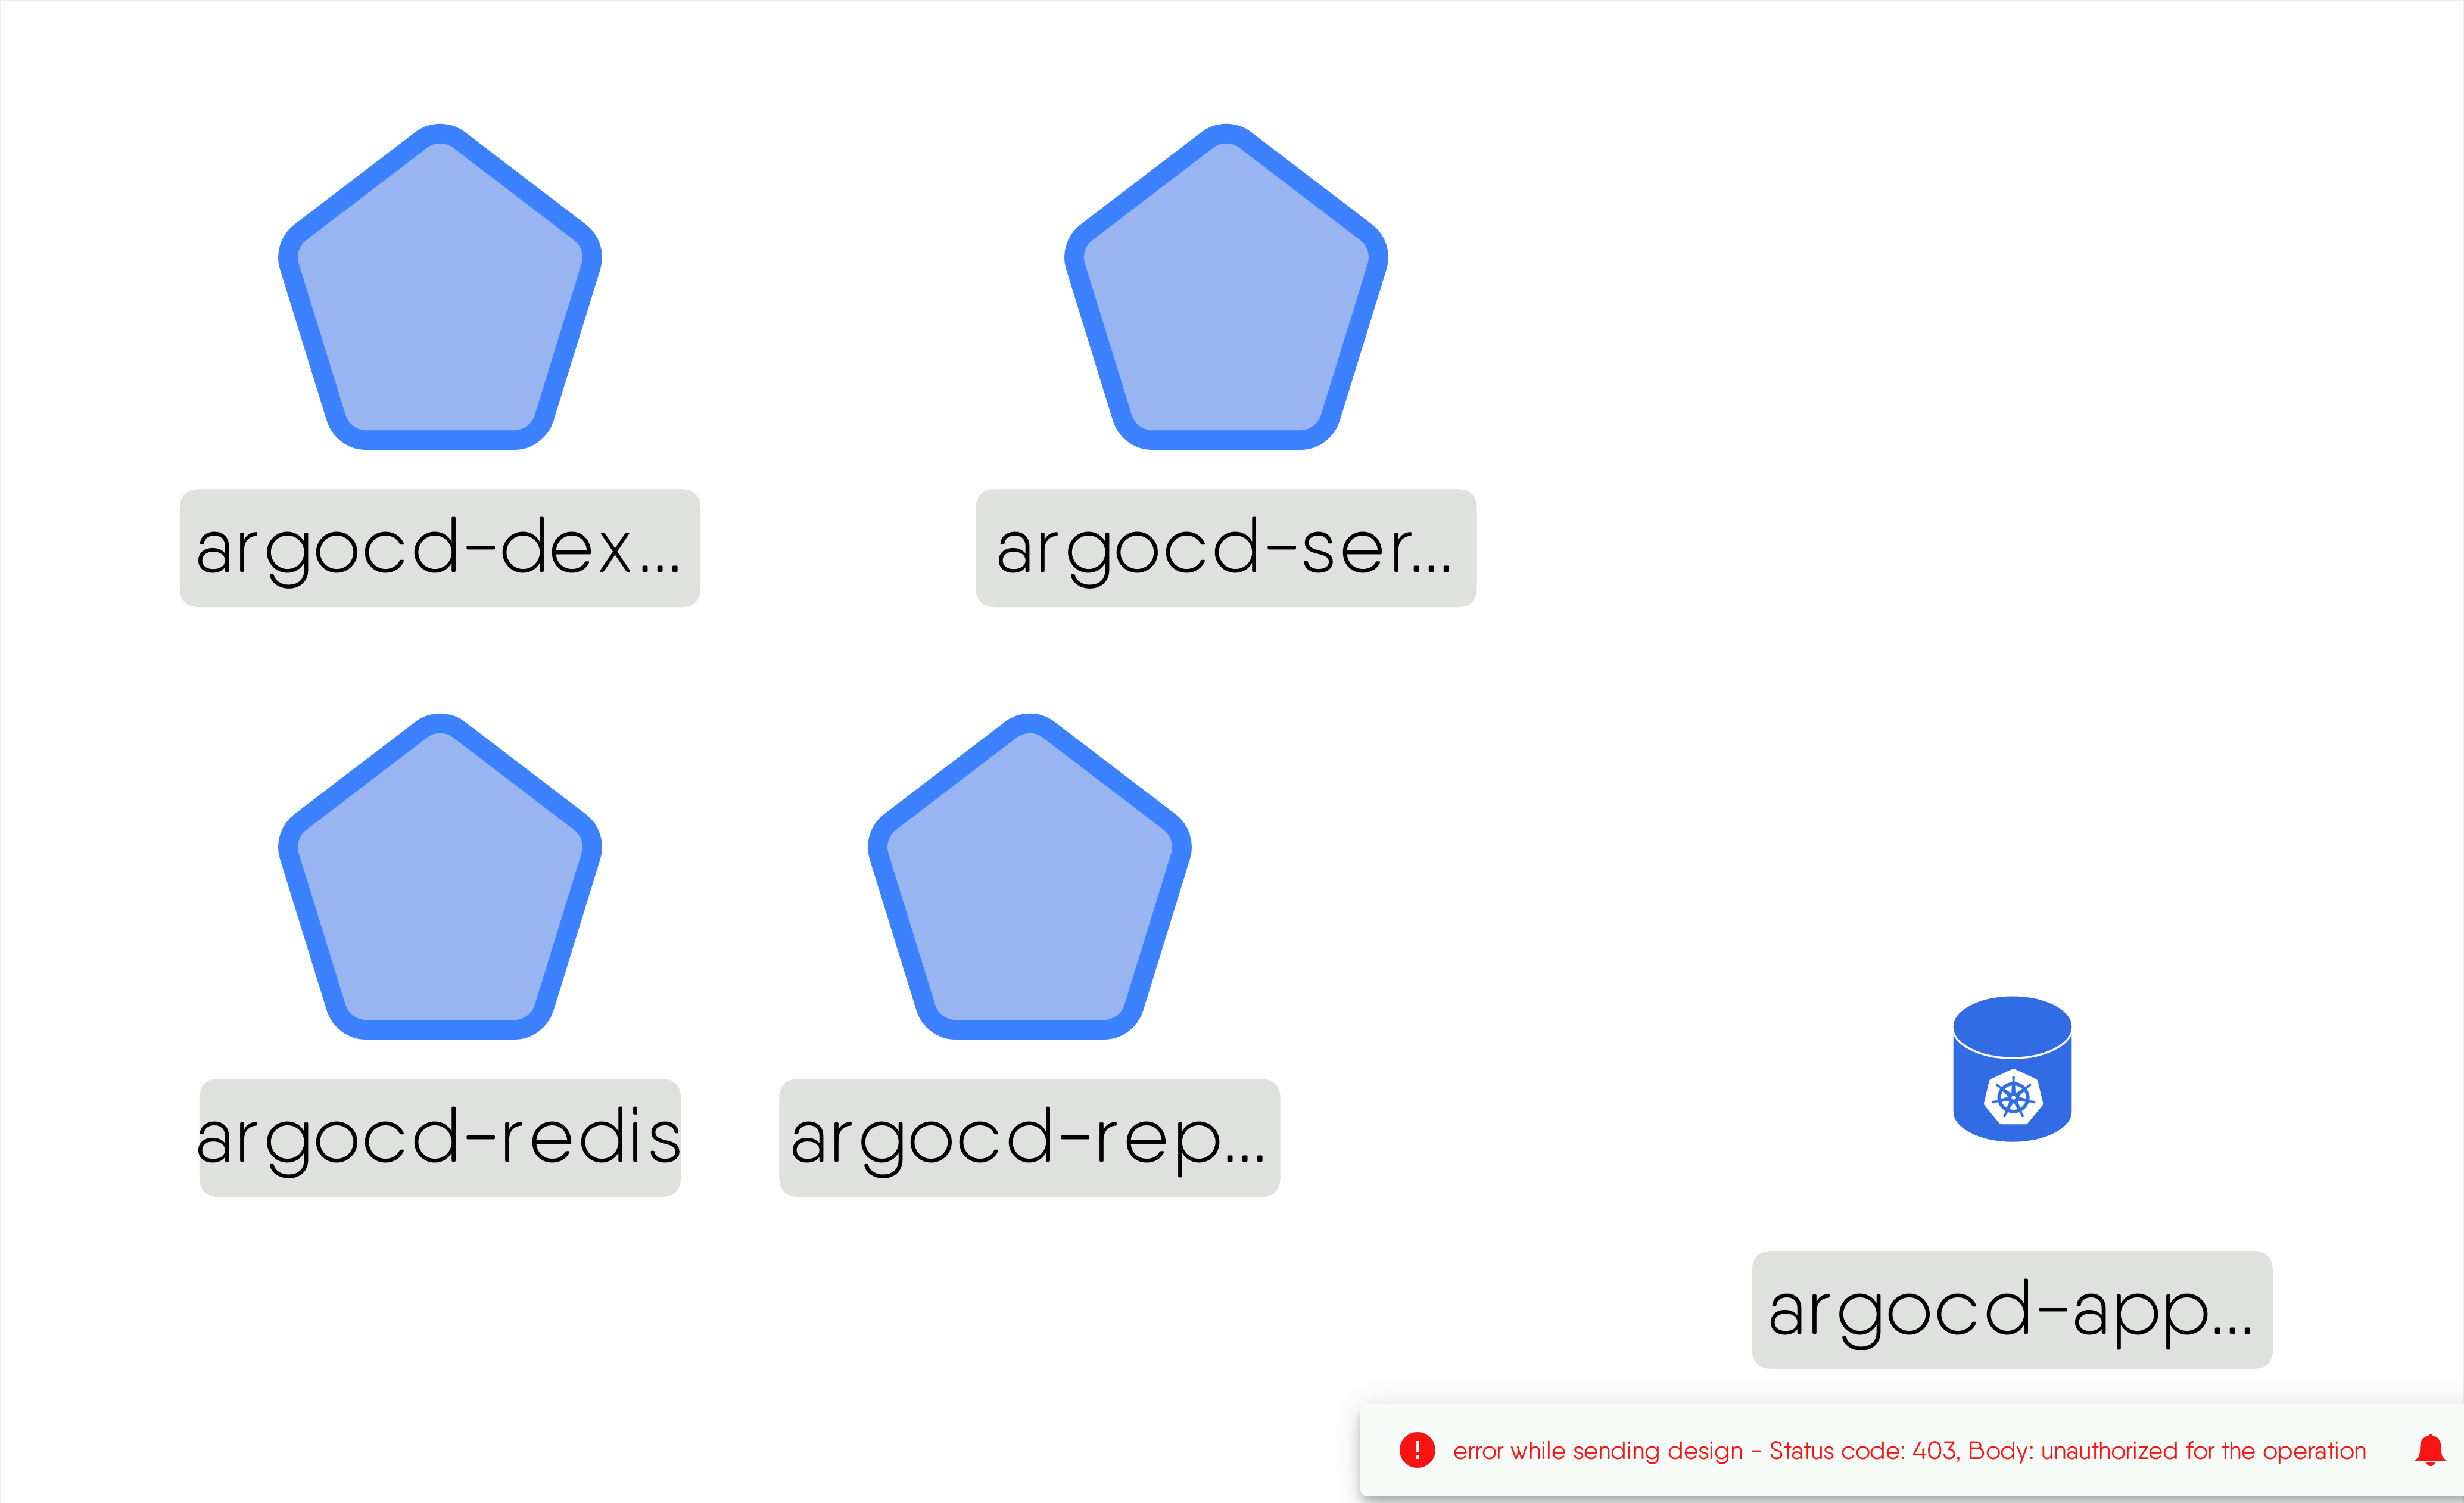 argocd-dex...
argocd-ser...
argocd-redis
argocd-rep...
argocd-app...
error while sending design - Status code: 403, Body: unauthorized for the operation